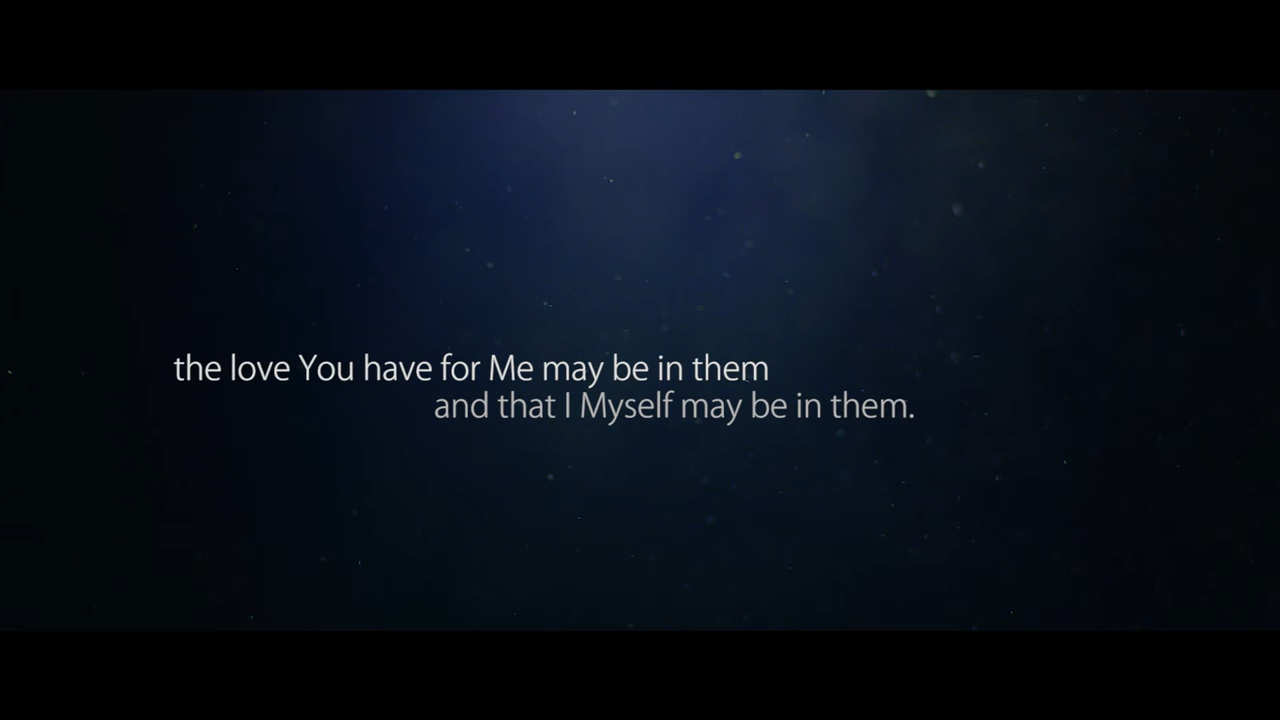 the love You have for Me may be in them
and that I Myself may be in them.